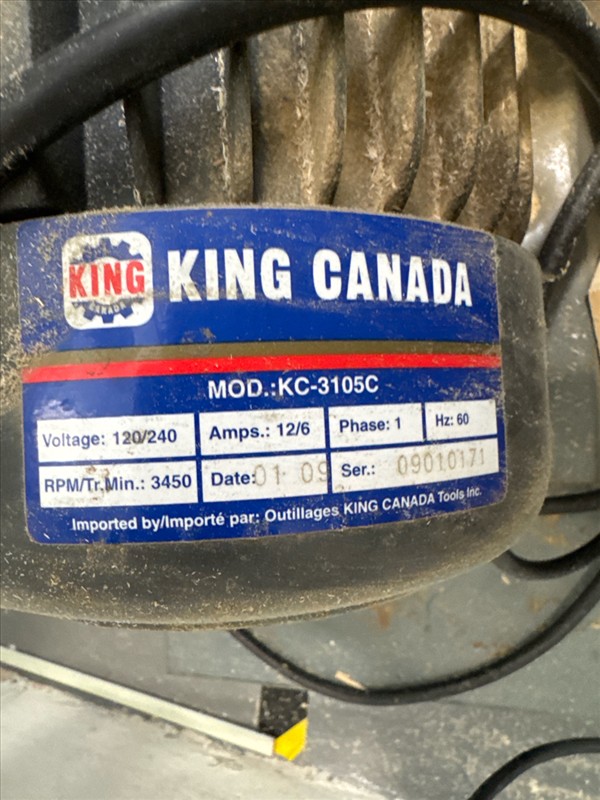 KING
CANADA
KING CANADA
MOD.:KC-3105C
Voltage: 120/240 Amps.: 12/6 Phase: 1 Hz: 60
RPM/Tr.Min.: 3450 Date: 01 09 Ser.: 09010171
Imported by/Importé par: Outillages KING CANADA Tools Inc.